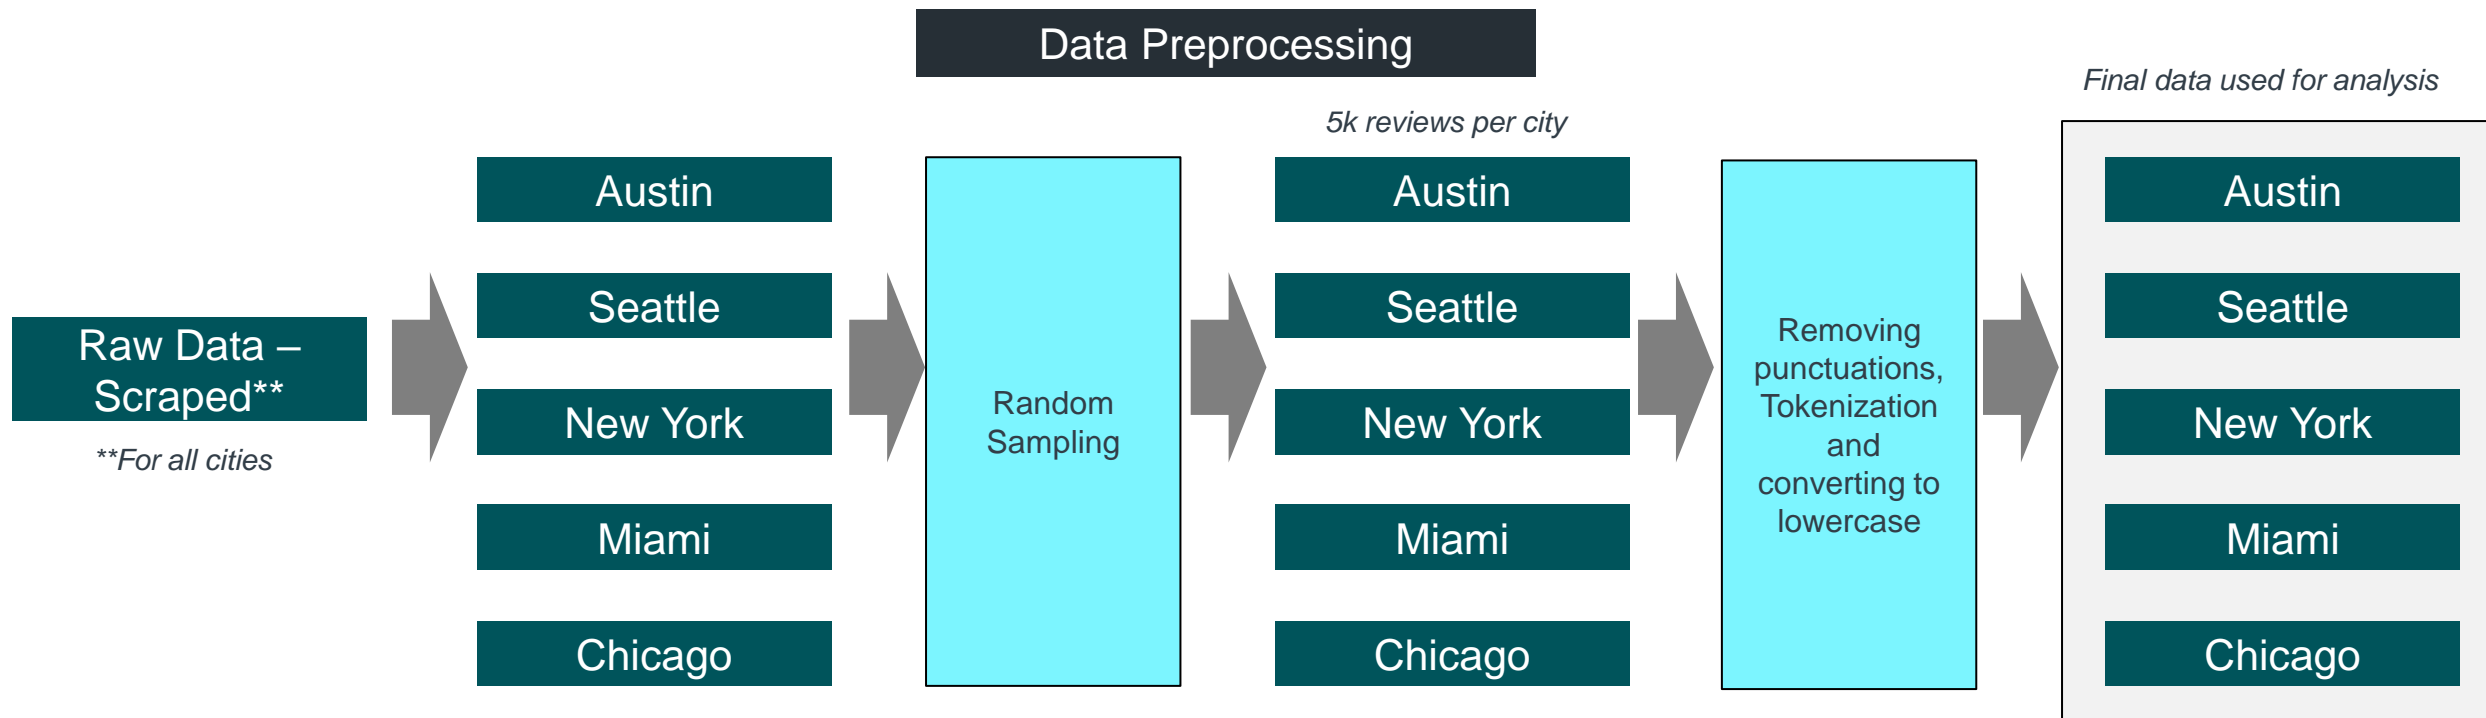 Data Preprocessing
Final data used for analysis
5k reviews per city
Raw Data –
Scraped**
**For all cities
Austin
Seattle
New York
Miami
Chicago
Random
Sampling
Austin
Seattle
New York
Miami
Chicago
Removing
punctuations,
Tokenization
and
converting to
lowercase
Austin
Seattle
New York
Miami
Chicago